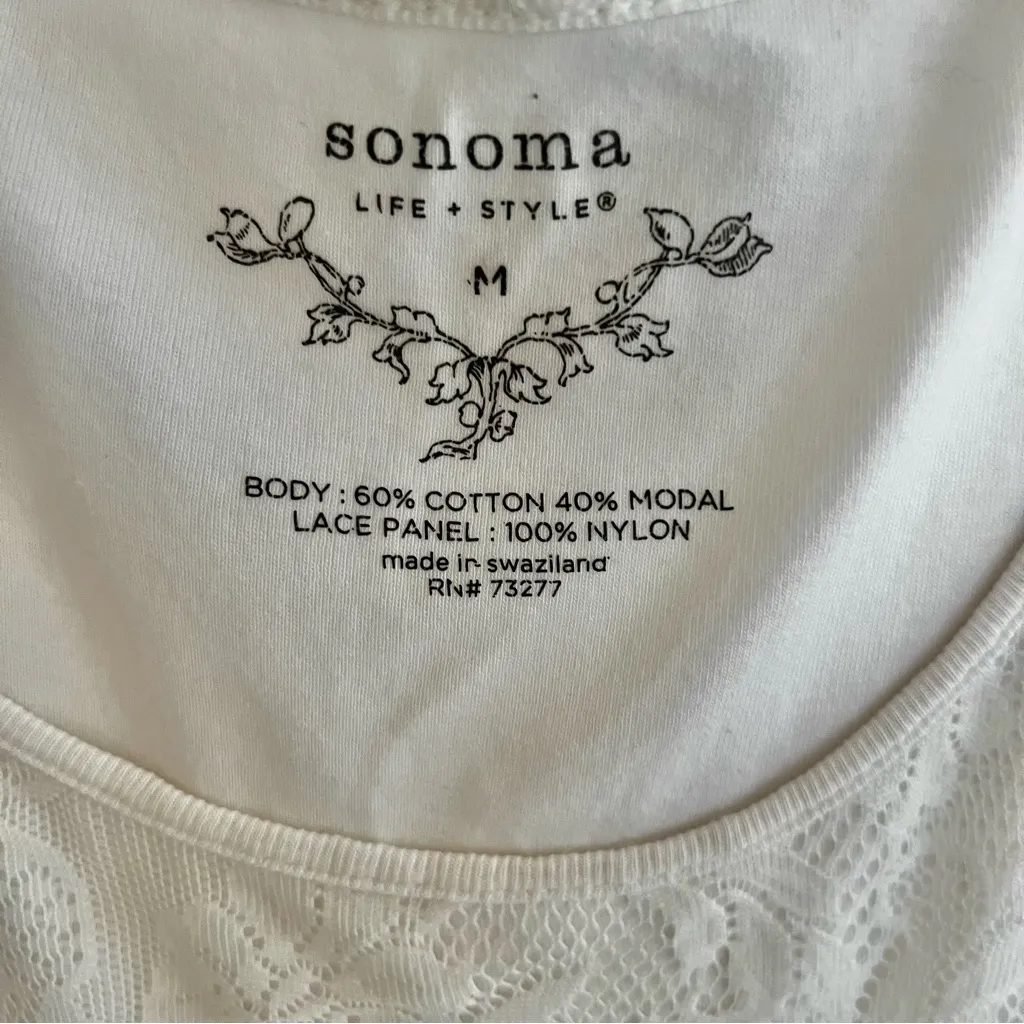 sonoma
LIFE + STYLE®
M
BODY : 60% COTTON 40% MODAL
LACE PANEL : 100% NYLON
made in swaziland
RN# 73277